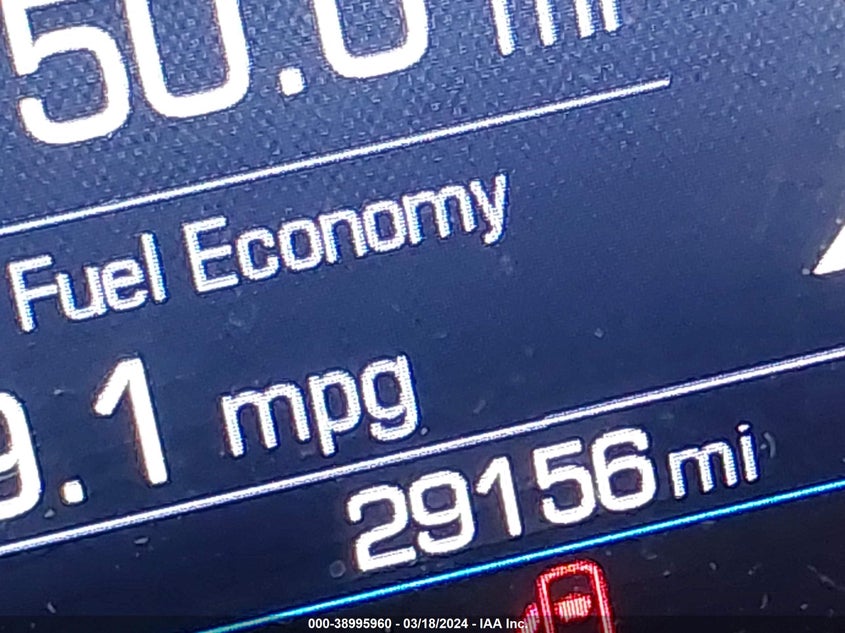 50.0 mi
Fuel Economy
9.1 mpg
29156 mi
000-38995960 - 03/18/2024 - IAA Inc.